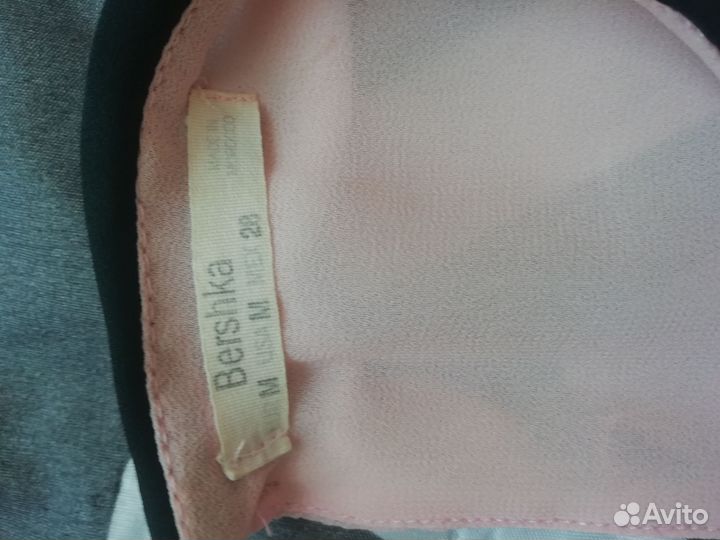 Bershka
M USA M MEX 28
MADE IN
MOROCCO
Avito